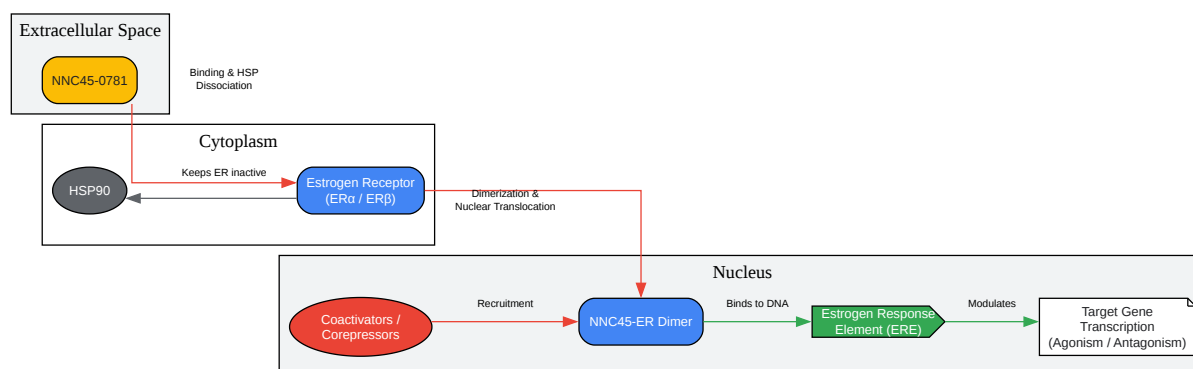 Extracellular Space
NNC45-0781
Binding & HSP
Dissociation
Cytoplasm
HSP90
Keeps ER inactive
Estrogen Receptor
(ERα / ERβ)
Dimerization &
Nuclear Translocation
Nucleus
Coactivators /
Corepressors
Recruitment
NNC45-ER Dimer
Binds to DNA
Estrogen Response
Element (ERE)
Modulates
Target Gene
Transcription
(Agonism / Antagonism)